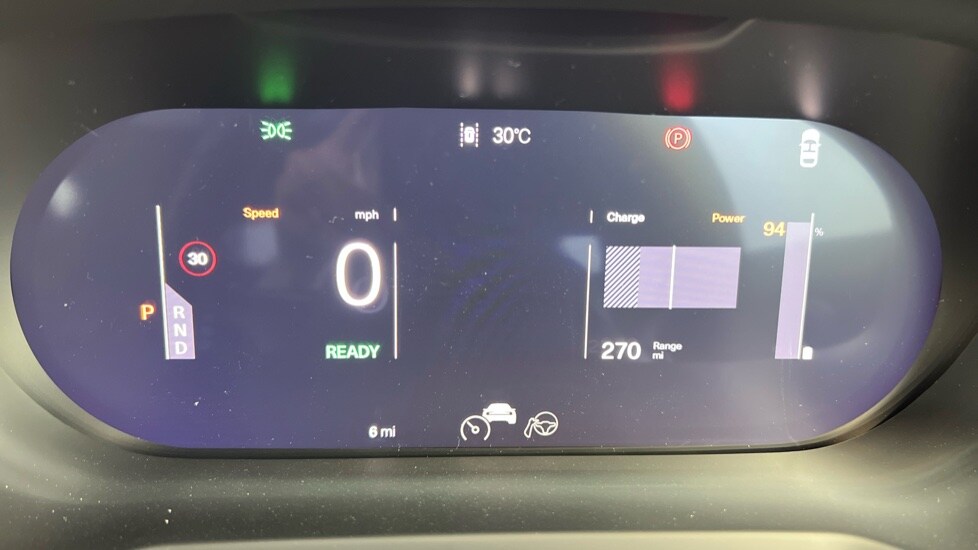 30°C
P
Speed mph
Charge Power
94 %
30
0
P
R
N
D
READY
270 Range mi
6 mi